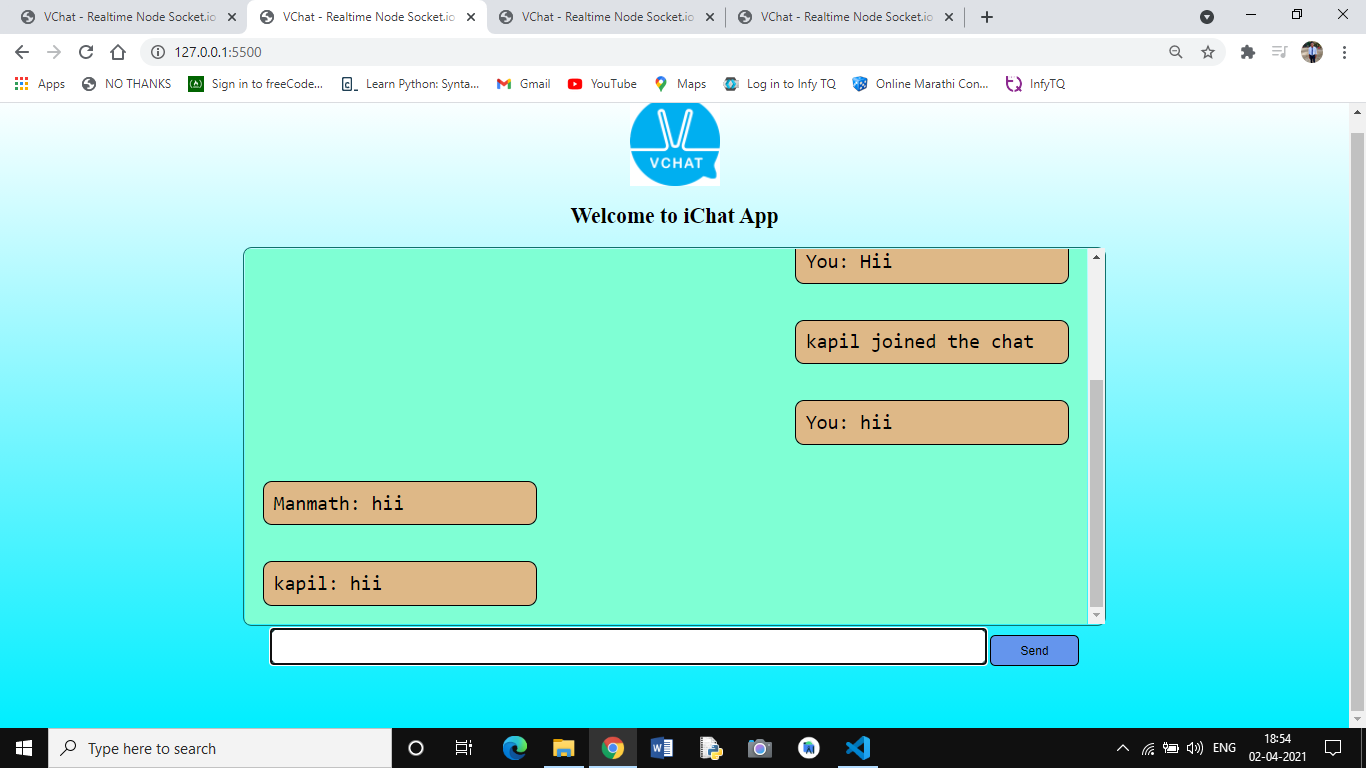 VChat - Realtime Node Socket.io
VChat - Realtime Node Socket.io
VChat - Realtime Node Socket.io
VChat - Realtime Node Socket.io
127.0.0.1:5500
Apps
NO THANKS
Sign in to freeCode...
Learn Python: Synta...
Gmail
YouTube
Maps
Log in to Infy TQ
Online Marathi Con...
InfyTQ
VCHAT
Welcome to iChat App
You: Hii
kapil joined the chat
You: hii
Manmath: hii
kapil: hii
Send
Type here to search
ENG
18:54
02-04-2021